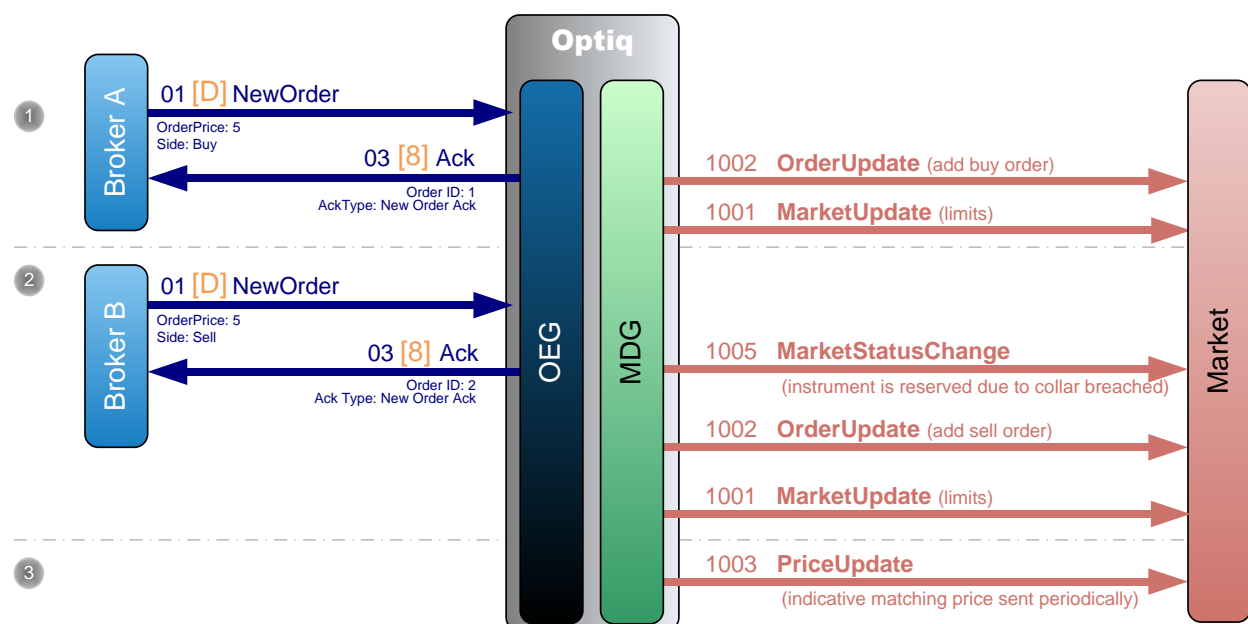 Optiq
1
Broker A
01 [D] NewOrder
OrderPrice: 5
Side: Buy
03 [8] Ack
Order ID: 1
AckType: New Order Ack
1002 OrderUpdate (add buy order)
1001 MarketUpdate (limits)
2
Broker B
01 [D] NewOrder
OrderPrice: 5
Side: Sell
03 [8] Ack
Order ID: 2
Ack Type: New Order Ack
OEG
MDG
1005 MarketStatusChange
(instrument is reserved due to collar breached)
1002 OrderUpdate (add sell order)
1001 MarketUpdate (limits)
Market
3
1003 PriceUpdate
(indicative matching price sent periodically)